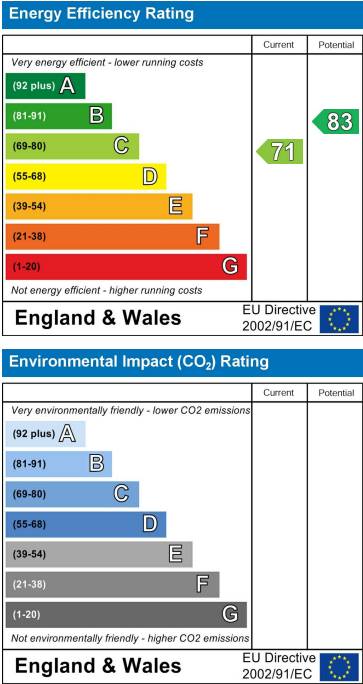 Energy Efficiency Rating
Current Potential
Very energy efficient - lower running costs
(92 plus) A
(81-91) B
83
(69-80) C
71
(55-68) D
(39-54) E
(21-38) F
(1-20) G
Not energy efficient - higher running costs
England & Wales
EU Directive
2002/91/EC
Environmental Impact (CO₂) Rating
Current Potential
Very environmentally friendly - lower CO2 emissions
(92 plus) A
(81-91) B
(69-80) C
(55-68) D
(39-54) E
(21-38) F
(1-20) G
Not environmentally friendly - higher CO2 emissions
England & Wales
EU Directive
2002/91/EC